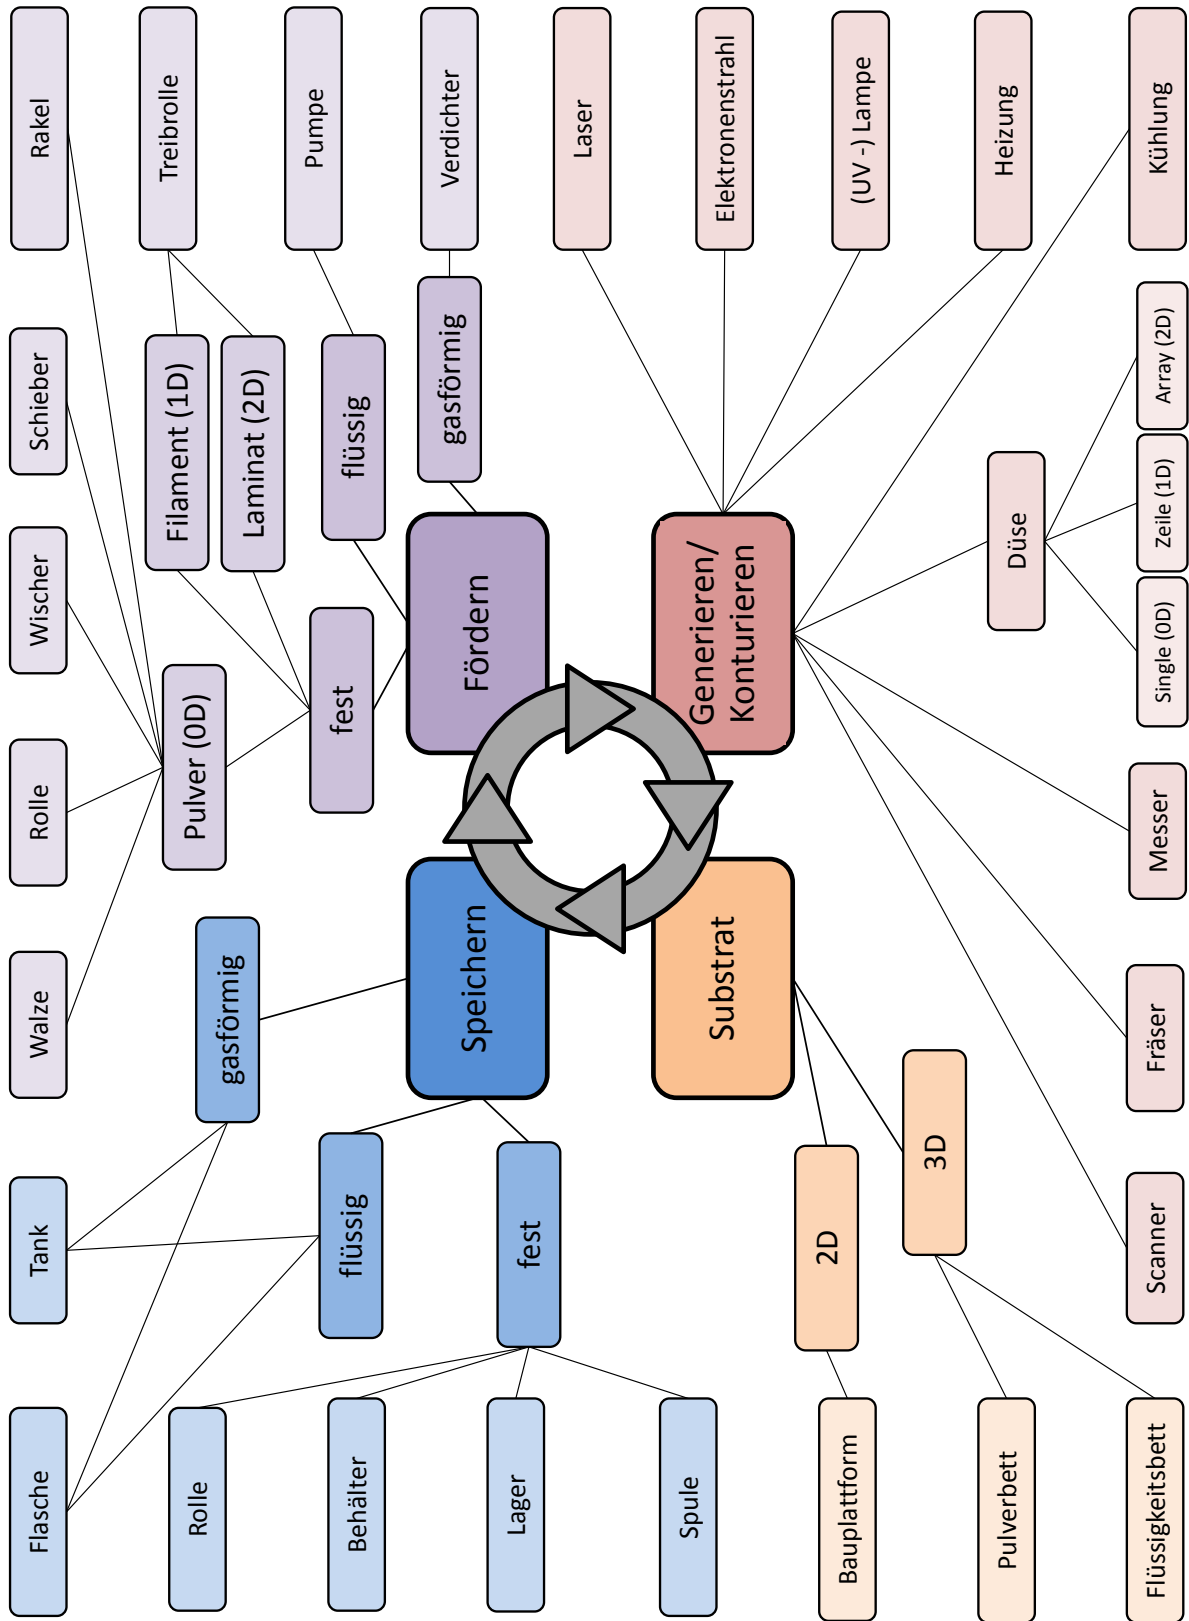 Flasche
Tank
Walze
Rolle
Wischer
Schieber
Rakel
Rolle
Pulver (0D)
Filament (1D)
Treibrolle
gasförmig
Laminat (2D)
Behälter
flüssig
fest
flüssig
Pumpe
Lager
fest
Speichern
Fördern
gasförmig
Verdichter
Laser
Spule
Substrat
Generieren/
Konturieren
Elektronenstrahl
Bauplattform
2D
(UV -) Lampe
Pulverbett
3D
Düse
Heizung
Flüssigkeitsbett
Scanner
Fräser
Messer
Single (0D)
Zeile (1D)
Array (2D)
Kühlung